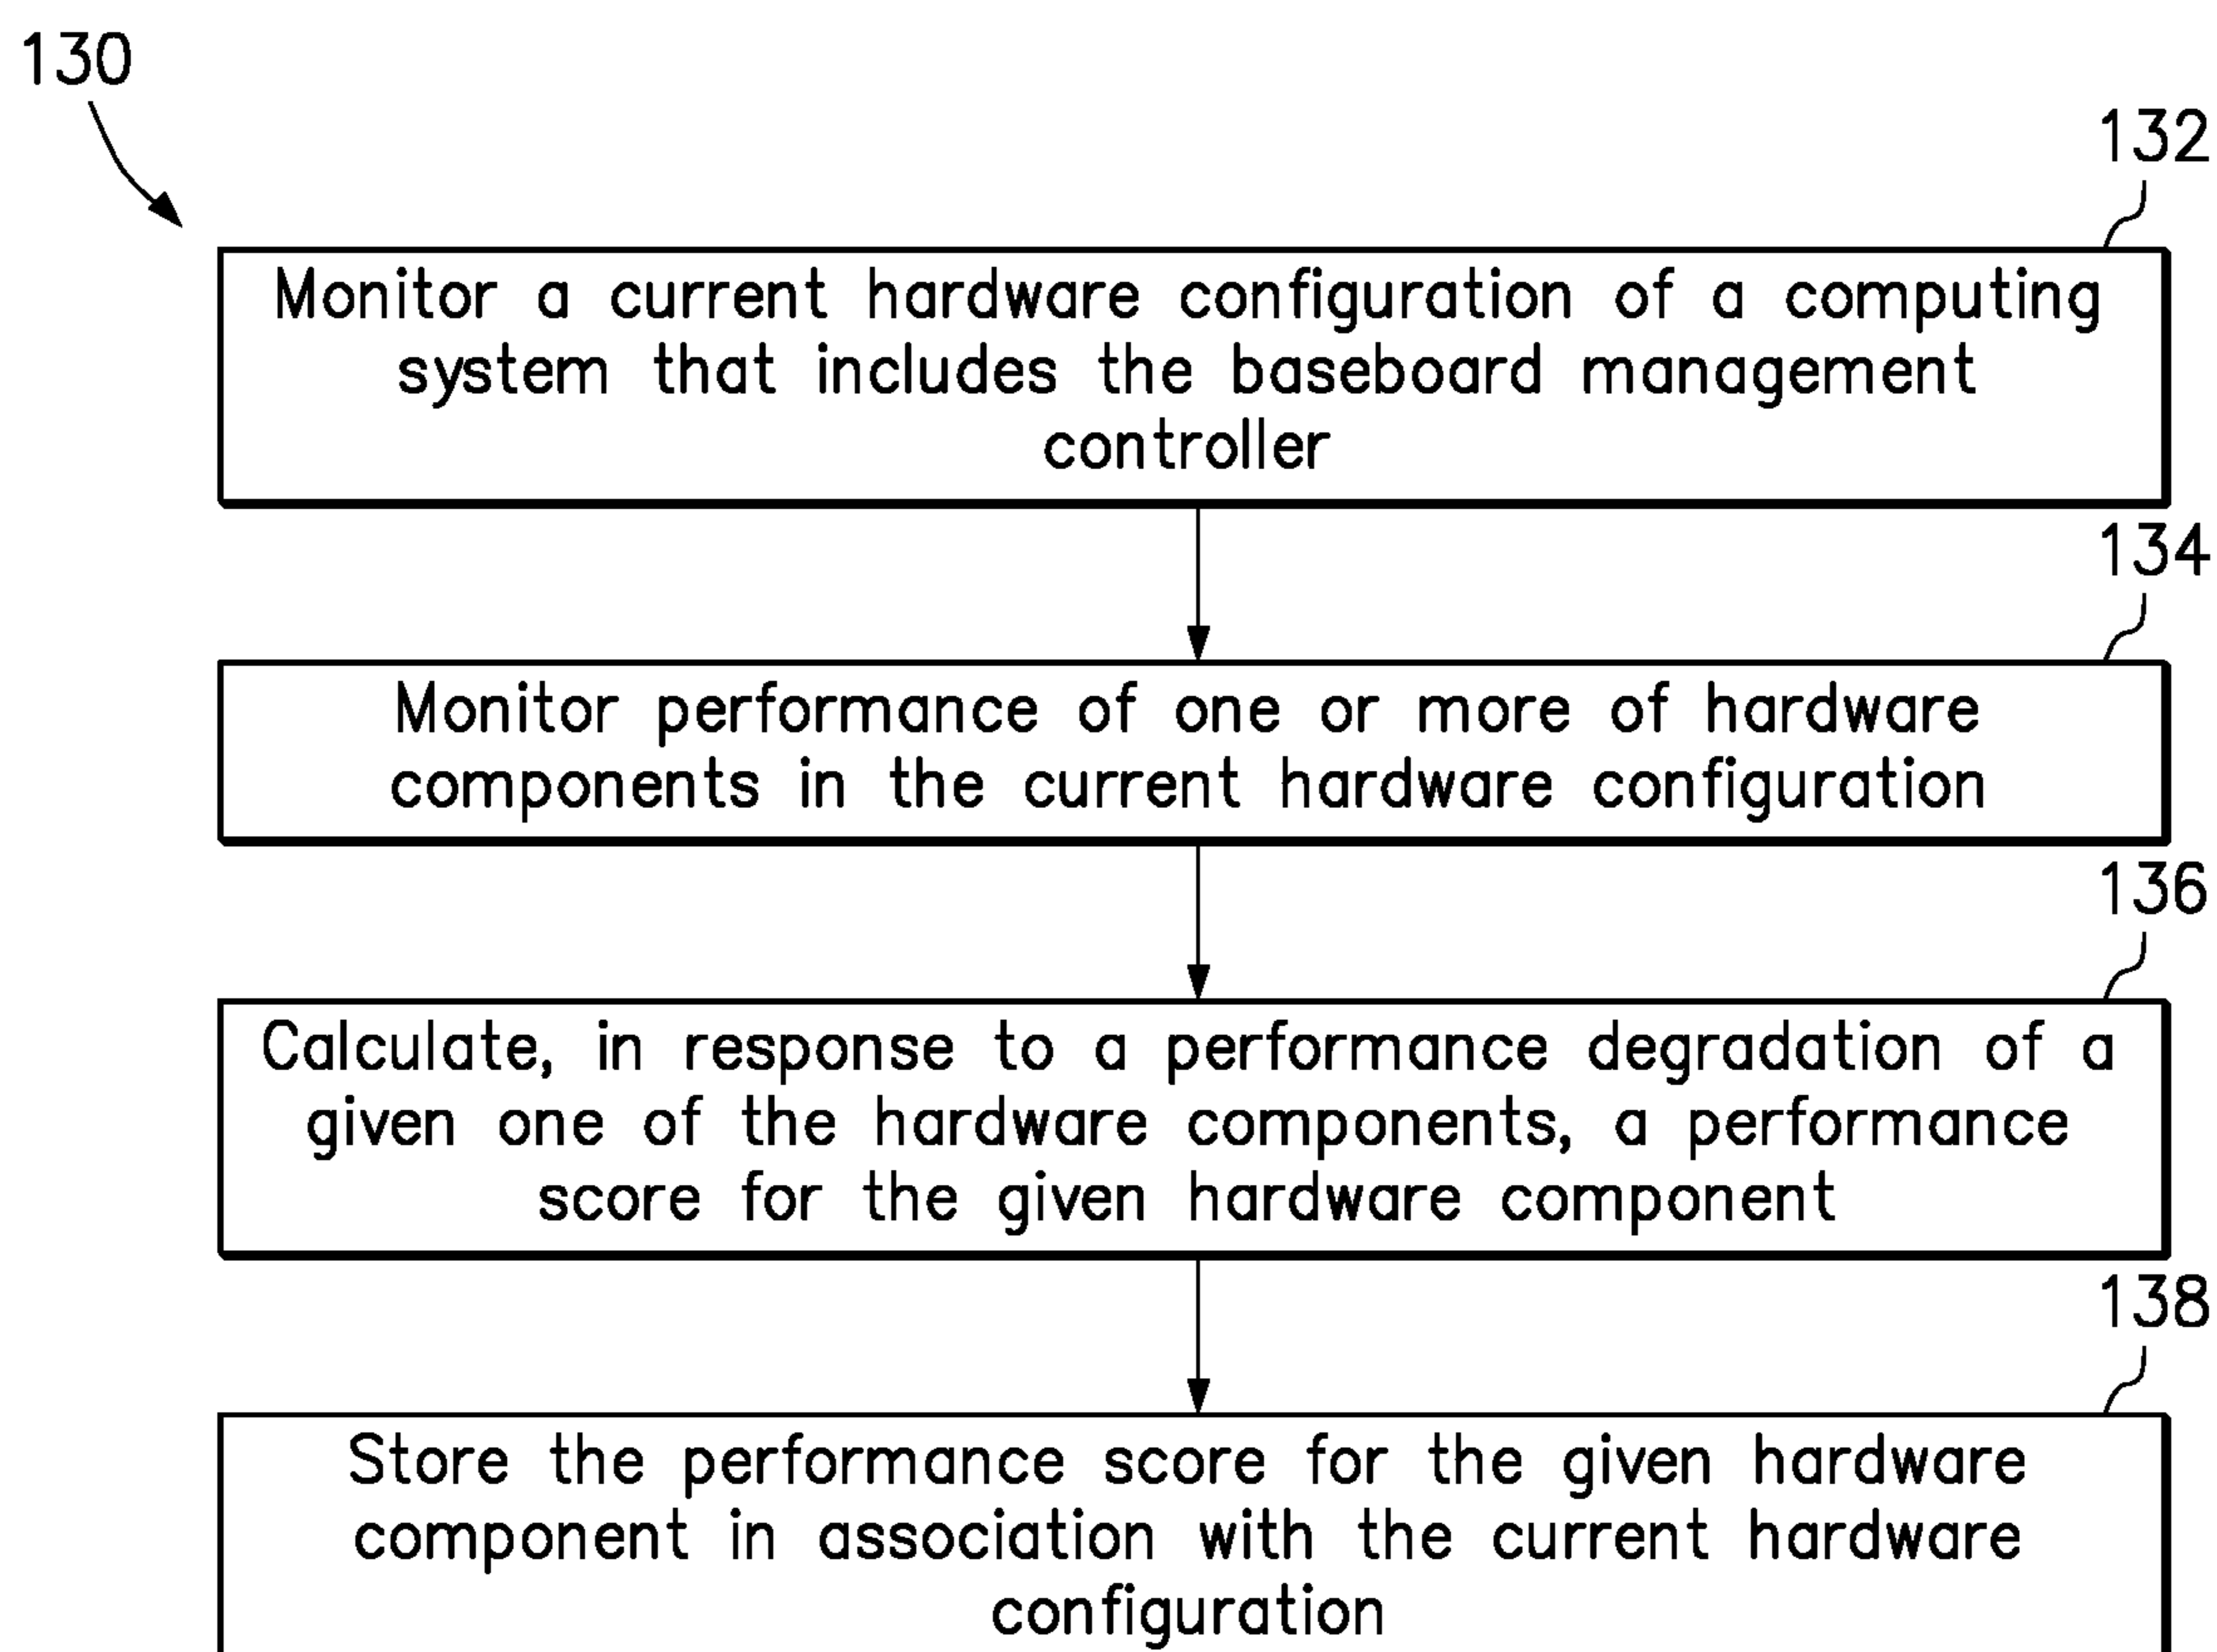 130
132
Monitor a current hardware configuration of a computing
system that includes the baseboard management
controller
134
Monitor performance of one or more of hardware
components in the current hardware configuration
136
Calculate, in response to a performance degradation of a
given one of the hardware components, a performance
score for the given hardware component
138
Store the performance score for the given hardware
component in association with the current hardware
configuration